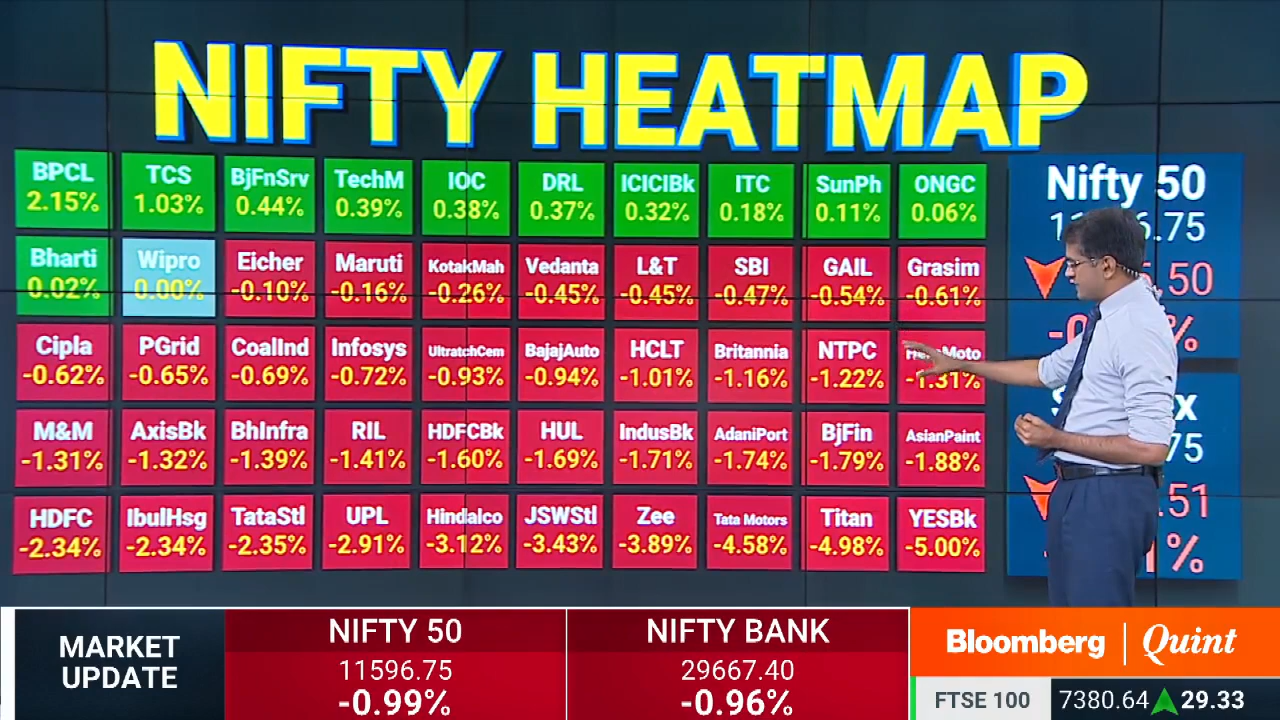 NIFTY HEATMAP
BPCL
2.15%
TCS
1.03%
BjFnSrv
0.44%
TechM
0.39%
IOC
0.38%
DRL
0.37%
ICICIBk
0.32%
ITC
0.18%
SunPh
0.11%
ONGC
0.06%
Bharti
0.02%
Wipro
0.00%
Eicher
-0.10%
Maruti
-0.16%
KotakMah
-0.26%
Vedanta
-0.45%
L&T
-0.45%
SBI
-0.47%
GAIL
-0.54%
Grasim
-0.61%
Cipla
-0.62%
PGrid
-0.65%
CoalInd
-0.69%
Infosys
-0.72%
UltratchCem
-0.93%
BajajAuto
-0.94%
HCLT
-1.01%
Britannia
-1.16%
NTPC
-1.22%
HeroMoto
-1.31%
M&M
-1.31%
AxisBk
-1.32%
BhInfra
-1.39%
RIL
-1.41%
HDFCBk
-1.60%
HUL
-1.69%
IndusBk
-1.71%
AdaniPort
-1.74%
BjFin
-1.79%
AsianPaint
-1.88%
HDFC
-2.34%
IbulHsg
-2.34%
TataStl
-2.35%
UPL
-2.91%
Hindalco
-3.12%
JSWStl
-3.43%
Zee
-3.89%
Tata Motors
-4.58%
Titan
-4.98%
YESBk
-5.00%
Nifty 50
MARKET
UPDATE
NIFTY 50
11596.75
-0.99%
NIFTY BANK
29667.40
-0.96%
Bloomberg | Quint
FTSE 100 7380.64 29.33